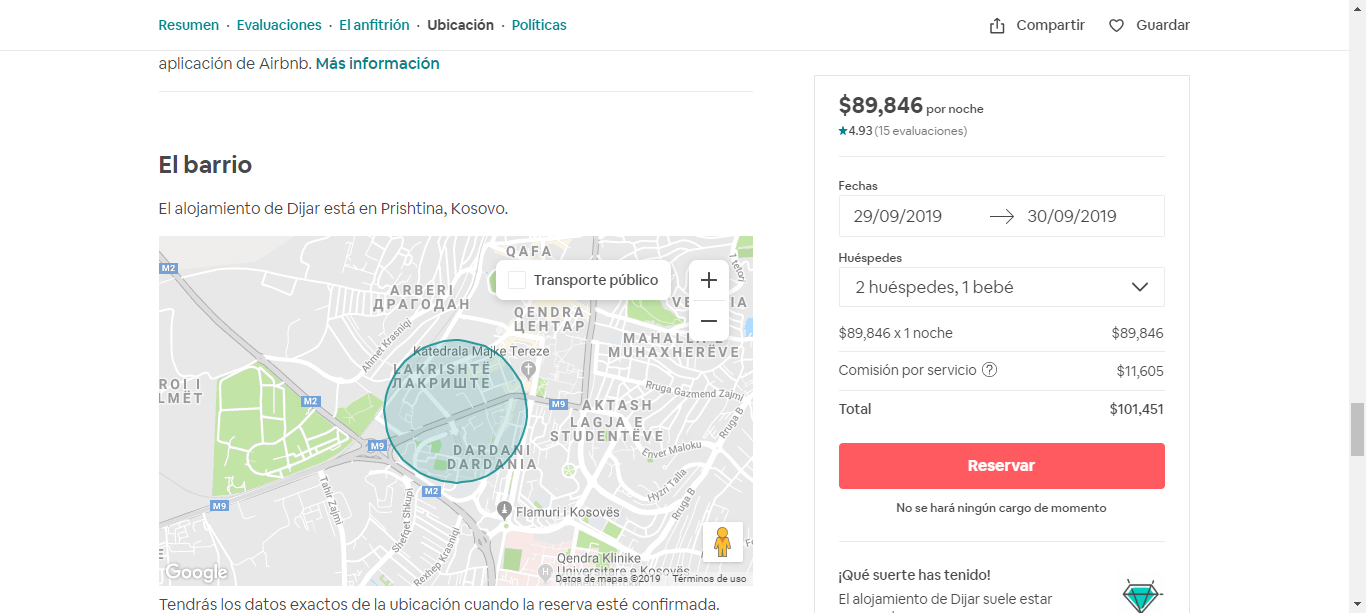 Resumen · Evaluaciones · El anfitrión · Ubicación · Políticas
Compartir
Guardar
aplicación de Airbnb. Más información
El barrio
El alojamiento de Dijar está en Prishtina, Kosovo.
QAFA
M2
Transporte público
+
−
ARBERI
ДРАГОДАН
QENDRA
ЦЕНТАР
Ahmet Krasniqi
MAHALLA E
MUHAXHERËVE
Katedrala Majke Tereze
LAKRISHTË
ЛАКРИШТЕ
M2
M9
Rruga Gazmend Zajmi
AKTASH
LAGJA E
STUDENTËVE
Rruga B
M9
DARDANI
DARDANIA
Enver Maloku
M2
Hyzri Talla
Rruga B
M9
Tahir Zajmi
Shefqet Shkupi
Flamuri i Kosovës
Rexhep Krasniqi
Qendra Klinike
Universitare e Kosovës
Google
Datos de mapas ©2019
Términos de uso
Tendrás los datos exactos de la ubicación cuando la reserva esté confirmada.
$89,846 por noche
★4.93 (15 evaluaciones)
Fechas
29/09/2019 → 30/09/2019
Huéspedes
2 huéspedes, 1 bebé
$89,846 x 1 noche $89,846
Comisión por servicio ? $11,605
Total $101,451
Reservar
No se hará ningún cargo de momento
¡Qué suerte has tenido!
El alojamiento de Dijar suele estar